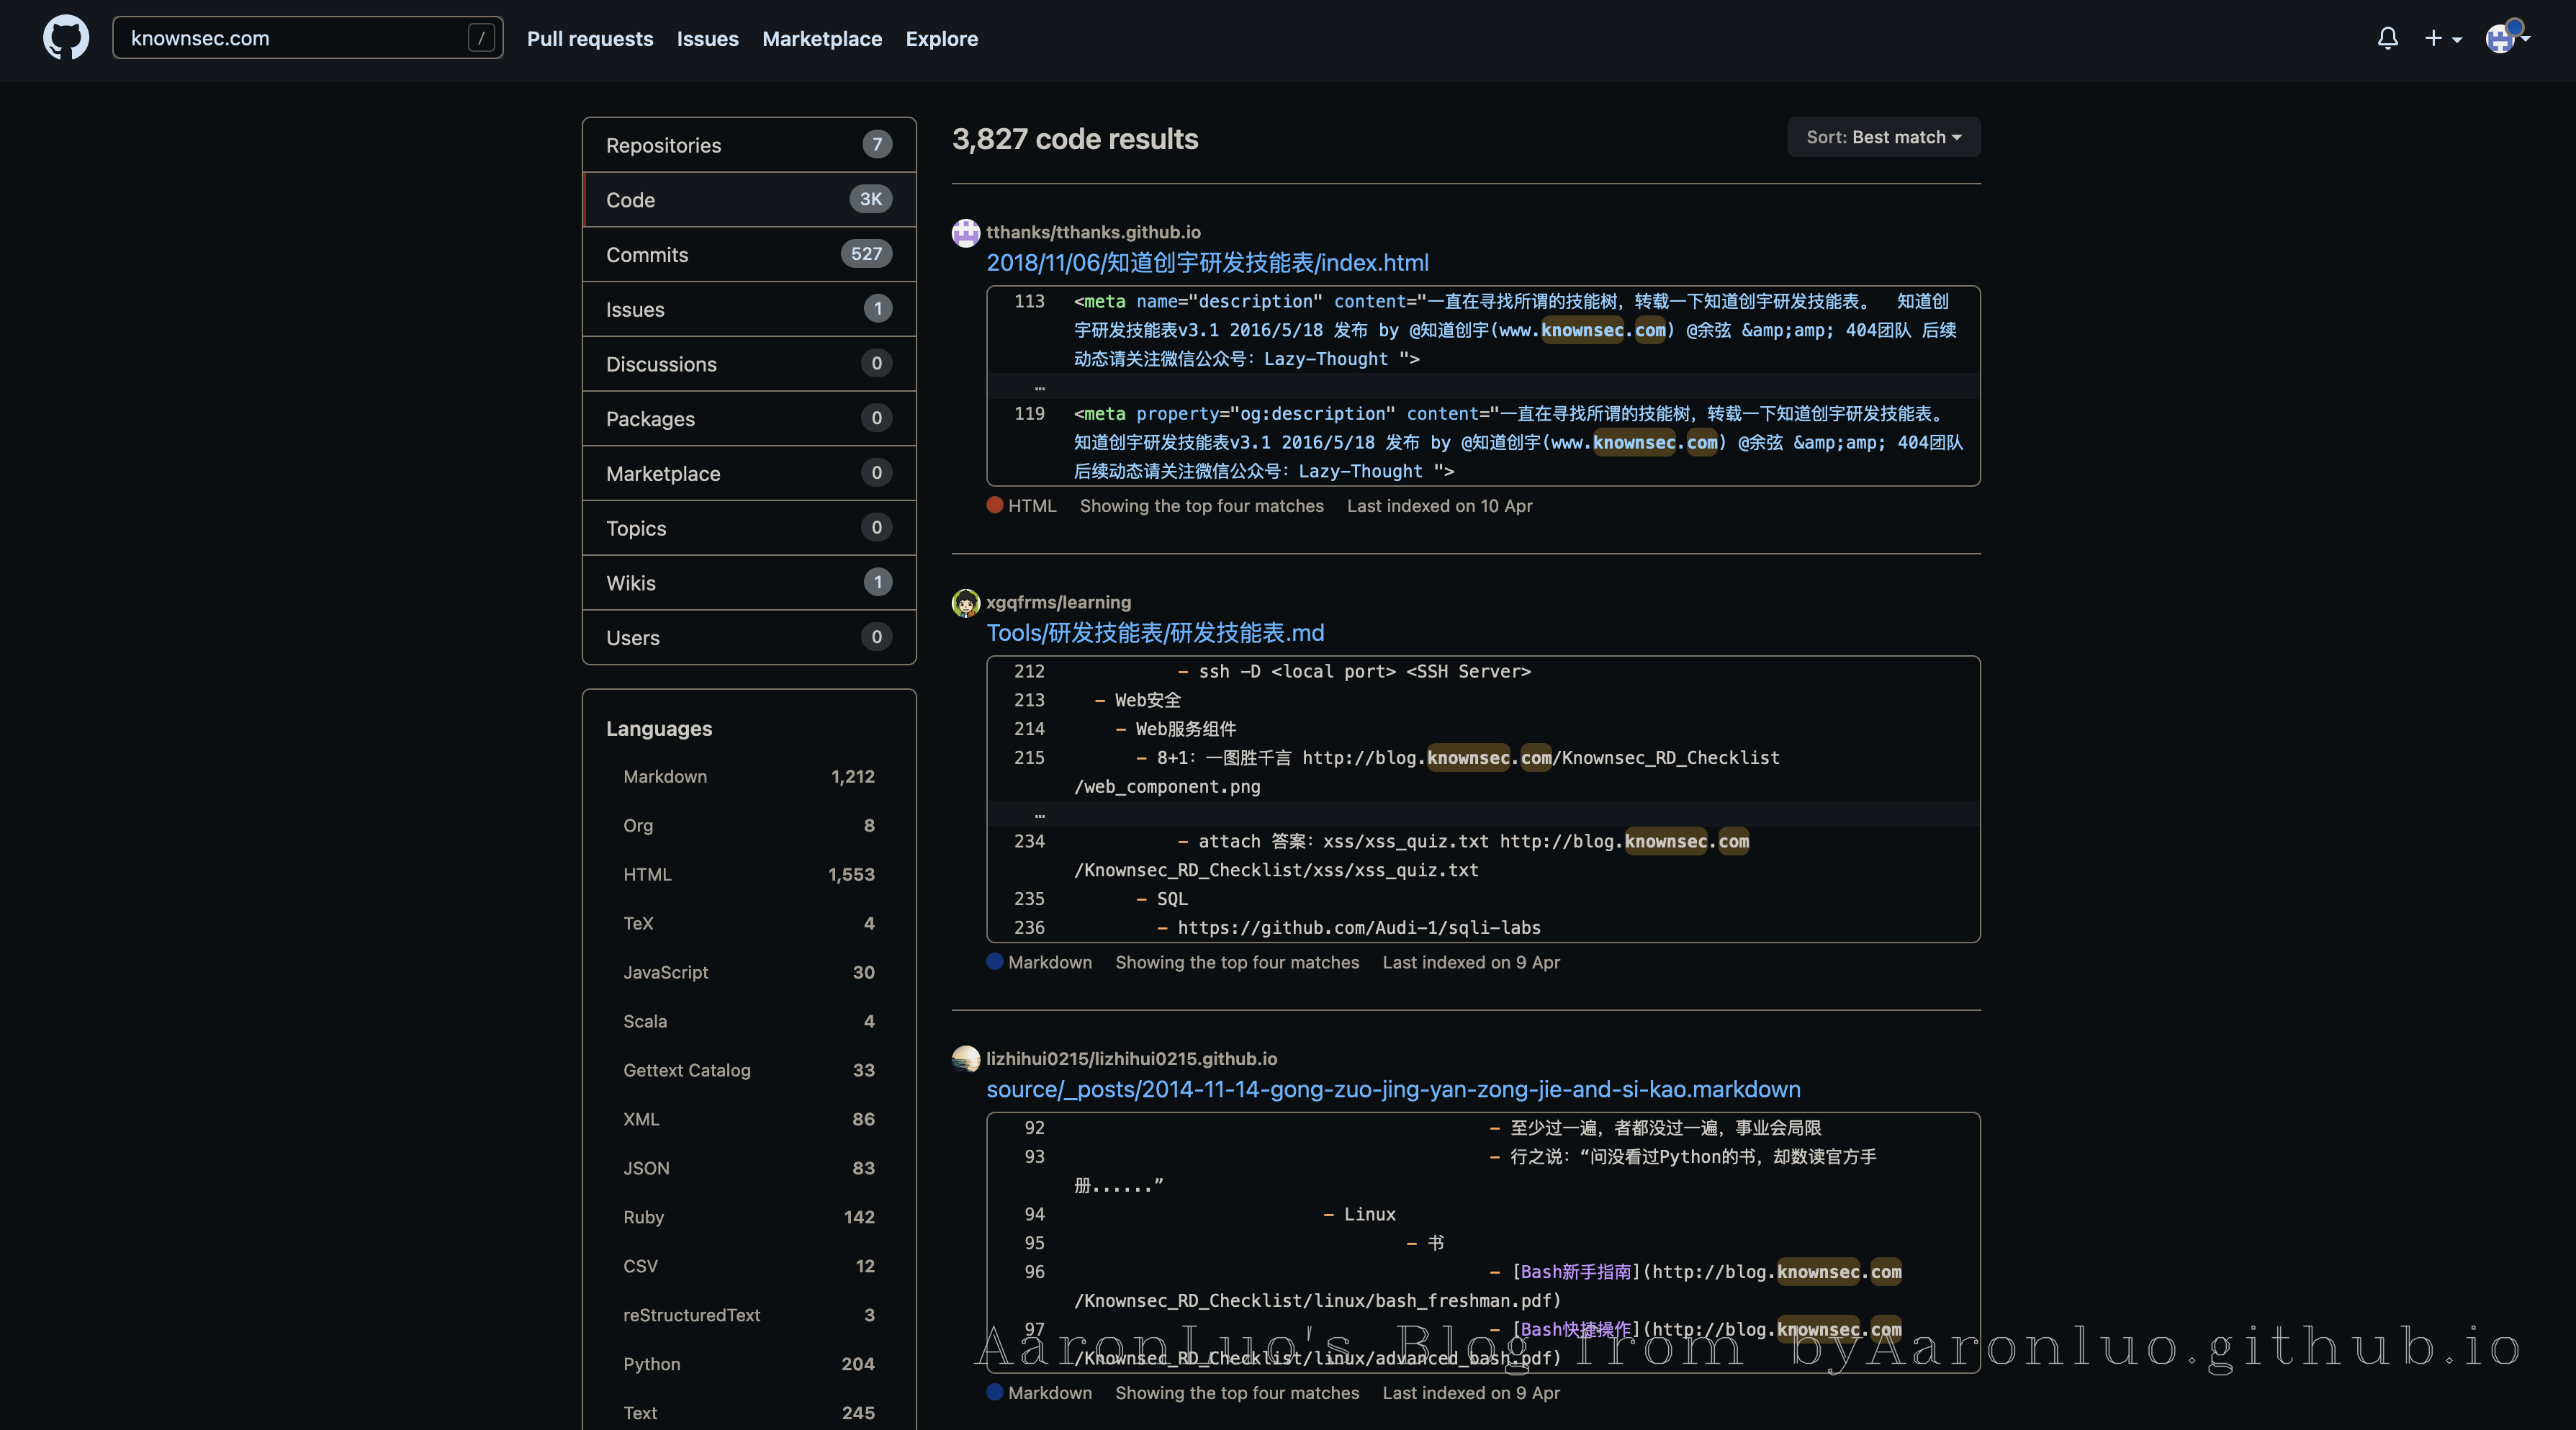 knownsec.com
/
Pull requests
Issues
Marketplace
Explore
Repositories 7
Code 3K
Commits 527
Issues 1
Discussions 0
Packages 0
Marketplace 0
Topics 0
Wikis 1
Users 0
Languages
Markdown 1,212
Org 8
HTML 1,553
TeX 4
JavaScript 30
Scala 4
Gettext Catalog 33
XML 86
JSON 83
Ruby 142
CSV 12
reStructuredText 3
Python 204
Text 245
3,827 code results
Sort: Best match
tthanks/tthanks.github.io
2018/11/06/知道创宇研发技能表/index.html
113 <meta name="description" content="一直在寻找所谓的技能树，转载一下知道创宇研发技能表。  知道创
宇研发技能表v3.1 2016/5/18 发布 by @知道创宇(www.knownsec.com) @余弦 &amp;amp; 404团队 后续
动态请关注微信公众号：Lazy-Thought ">
…
119 <meta property="og:description" content="一直在寻找所谓的技能树，转载一下知道创宇研发技能表。
知道创宇研发技能表v3.1 2016/5/18 发布 by @知道创宇(www.knownsec.com) @余弦 &amp;amp; 404团队
后续动态请关注微信公众号：Lazy-Thought ">
HTML Showing the top four matches Last indexed on 10 Apr
xgqfrms/learning
Tools/研发技能表/研发技能表.md
212 - ssh -D <local port> <SSH Server>
213 - Web安全
214 - Web服务组件
215 - 8+1：一图胜千言 http://blog.knownsec.com/Knownsec_RD_Checklist
/web_component.png
…
234 - attach 答案：xss/xss_quiz.txt http://blog.knownsec.com
/Knownsec_RD_Checklist/xss/xss_quiz.txt
235 - SQL
236 - https://github.com/Audi-1/sqli-labs
Markdown Showing the top four matches Last indexed on 9 Apr
lizhihui0215/lizhihui0215.github.io
source/_posts/2014-11-14-gong-zuo-jing-yan-zong-jie-and-si-kao.markdown
92 - 至少过一遍，者都没过一遍，事业会局限
93 - 行之说：“问没看过Python的书，却数读官方手
册......”
94 - Linux
95 - 书
96 - [Bash新手指南](http://blog.knownsec.com
/Knownsec_RD_Checklist/linux/bash_freshman.pdf)
97 - [Bash快捷操作](http://blog.knownsec.com
/Knownsec_RD_Checklist/linux/advanced_bash.pdf)
AaronLuo's Blog from byAaronluo.github.io
Markdown Showing the top four matches Last indexed on 9 Apr